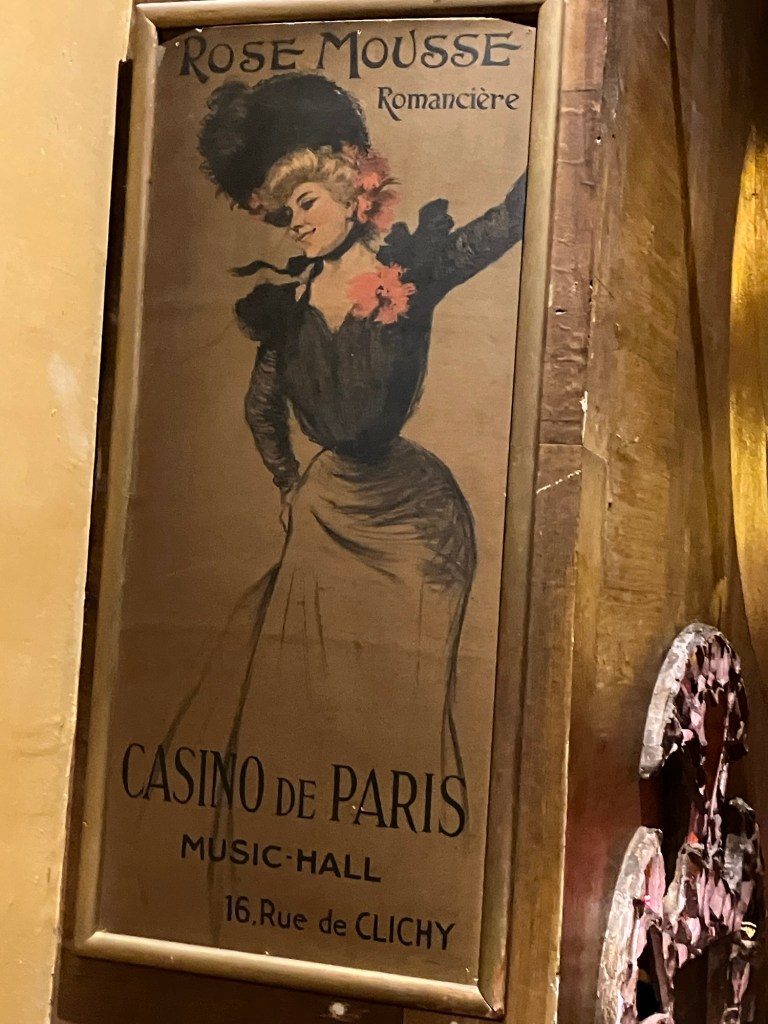 ROSE MOUSSE
Romancière
CASINO DE PARIS
MUSIC-HALL
16, Rue de CLICHY